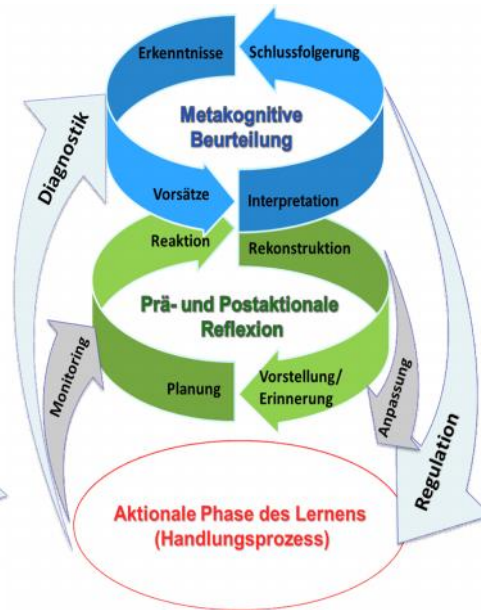 Erkenntnisse
Schlussfolgerung
Metakognitive
Beurteilung
Diagnostik
Vorsätze
Interpretation
Reaktion
Rekonstruktion
Prä- und Postaktionale
Reflexion
Monitoring
Planung
Vorstellung/
Erinnerung
Anpassung
Regulation
Aktionale Phase des Lernens
(Handlungsprozess)